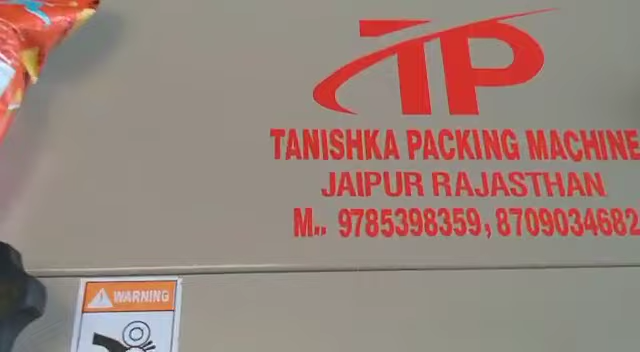 TP
TANISHKA PACKING MACHINE
JAIPUR RAJASTHAN
M.. 9785398359, 8709034682
WARNING